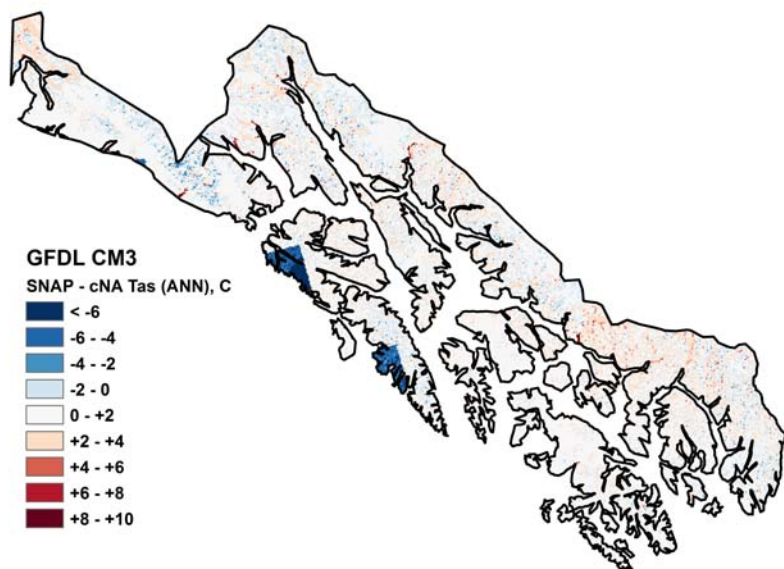 GFDL CM3
SNAP - cNA Tas (ANN), C
< -6
-6 - -4
-4 - -2
-2 - 0
0 - +2
+2 - +4
+4 - +6
+6 - +8
+8 - +10